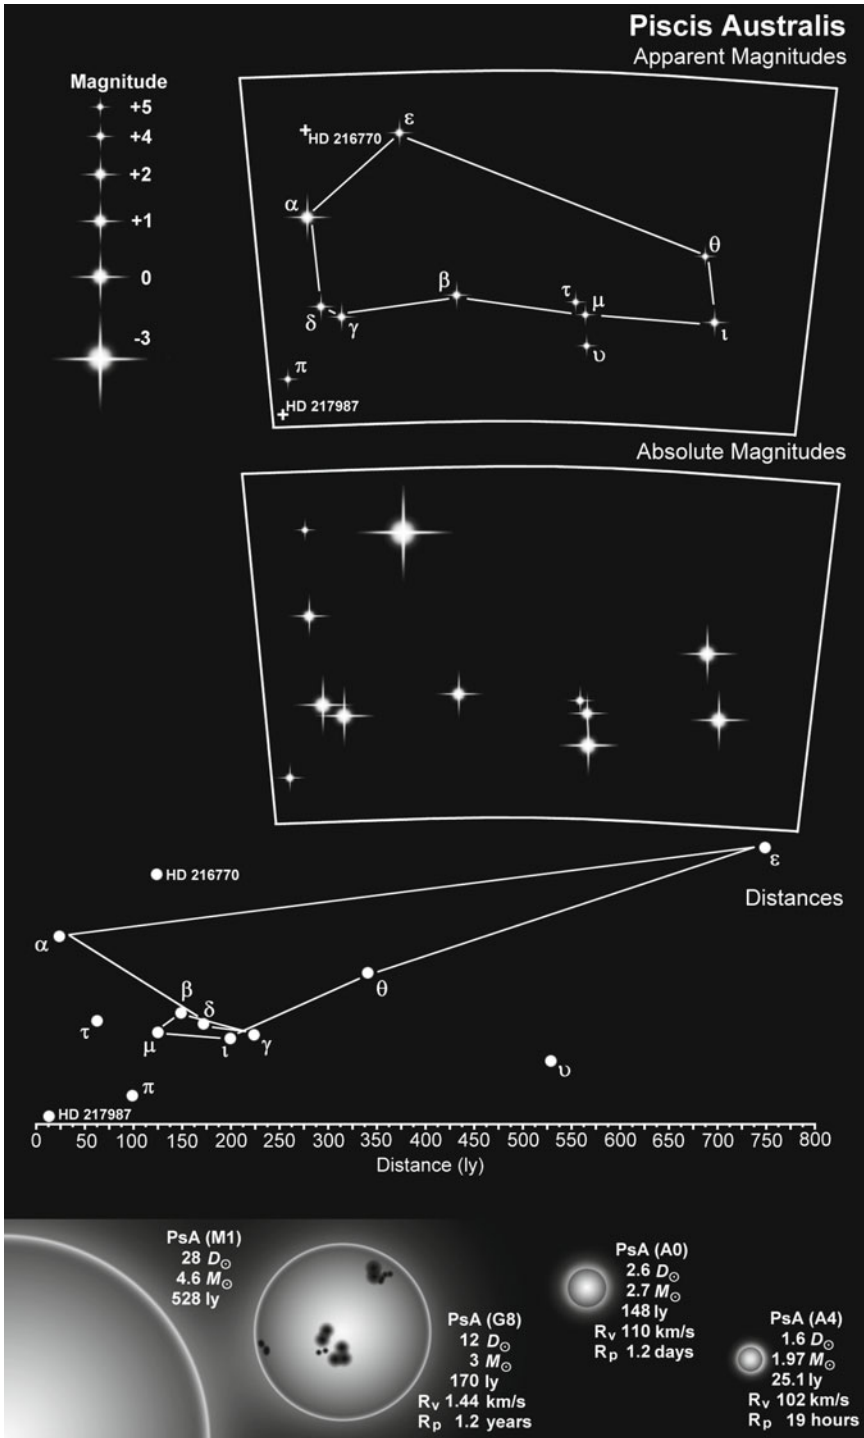 Piscis Australis
Apparent Magnitudes
Magnitude
+5
+4
+2
+1
0
-3
HD 216770
ε
α
θ
β
τ
μ
δ
γ
ι
υ
π
HD 217987
Absolute Magnitudes
ε
HD 216770
Distances
α
θ
β
δ
τ
μ
ι
γ
υ
π
HD 217987
0 50 100 150 200 250 300 350 400 450 500 550 600 650 700 750 800
Distance (ly)
PsA (M1)
28 D☉
4.6 M☉
528 ly
PsA (G8)
12 D☉
3 M☉
170 ly
Rv 1.44 km/s
Rp 1.2 years
PsA (A0)
2.6 D☉
2.7 M☉
148 ly
Rv 110 km/s
Rp 1.2 days
PsA (A4)
1.6 D☉
1.97 M☉
25.1 ly
Rv 102 km/s
Rp 19 hours